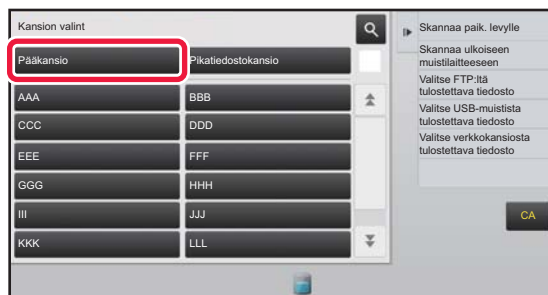 Kansion valint
Pääkansio
Pikatiedostokansio
AAA
BBB
CCC
DDD
EEE
FFF
GGG
HHH
III
JJJ
KKK
LLL
Skannaa paik. levylle
Skannaa ulkoiseen
muistilaitteeseen
Valitse FTP:ltä
tulostettava tiedosto
Valitse USB-muistista
tulostettava tiedosto
Valitse verkkokansiosta
tulostettava tiedosto
CA